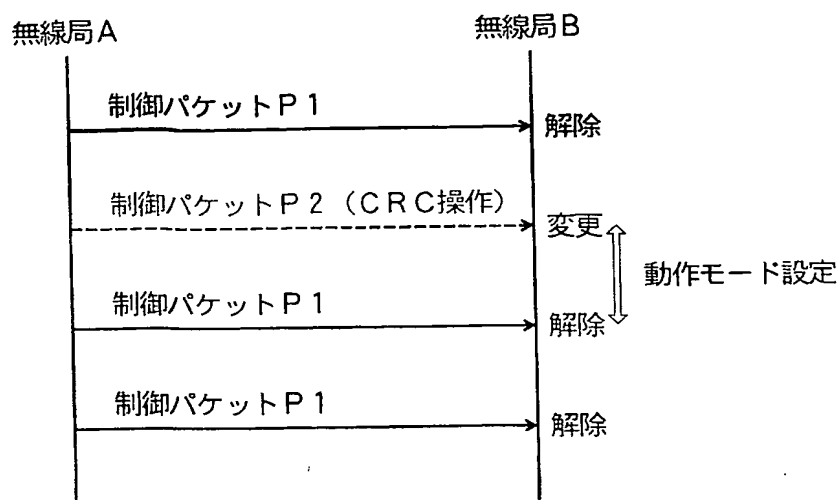 無線局A
無線局B
制御パケットP1
解除
制御パケットP2(CRC操作)
変更
動作モード設定
制御パケットP1
解除
制御パケットP1
解除